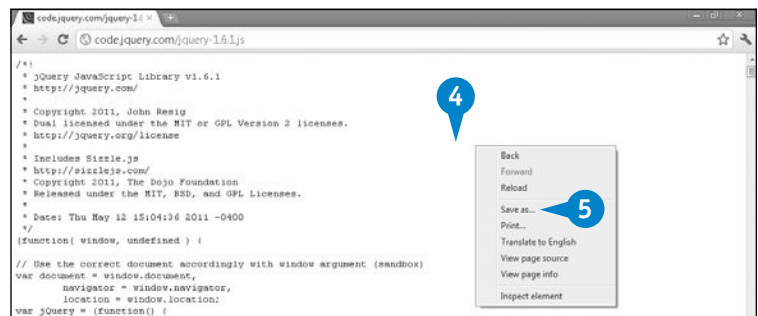 code.jquery.com/jquery-1.6
code.jquery.com/jquery-1.6.1.js
/*!
* jQuery JavaScript Library v1.6.1
* http://jquery.com/
*
* Copyright 2011, John Resig
* Dual licensed under the MIT or GPL Version 2 licenses.
* http://jquery.org/license
*
* Includes Sizzle.js
* http://sizzlejs.com/
* Copyright 2011, The Dojo Foundation
* Released under the MIT, BSD, and GPL Licenses.
*
* Date: Thu May 12 15:04:36 2011 -0400
*/
(function( window, undefined ) {
// Use the correct document accordingly with window argument (sandbox)
var document = window.document,
navigator = window.navigator,
location = window.location;
var jQuery = (function() {
4
Back
Forward
Reload
Save as...
5
Print...
Translate to English
View page source
View page info
Inspect element